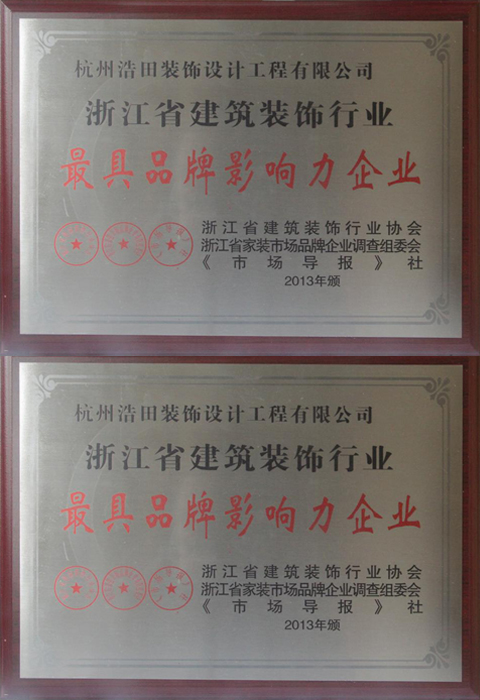 杭州浩田装饰设计工程有限公司
浙江省建筑装饰行业
最具品牌影响力企业
浙江省建筑装饰行业协会
浙江省家装市场品牌企业调查组委会
《市场导报》社
2013年颁
杭州浩田装饰设计工程有限公司
浙江省建筑装饰行业
最具品牌影响力企业
浙江省建筑装饰行业协会
浙江省家装市场品牌企业调查组委会
《市场导报》社
2013年颁